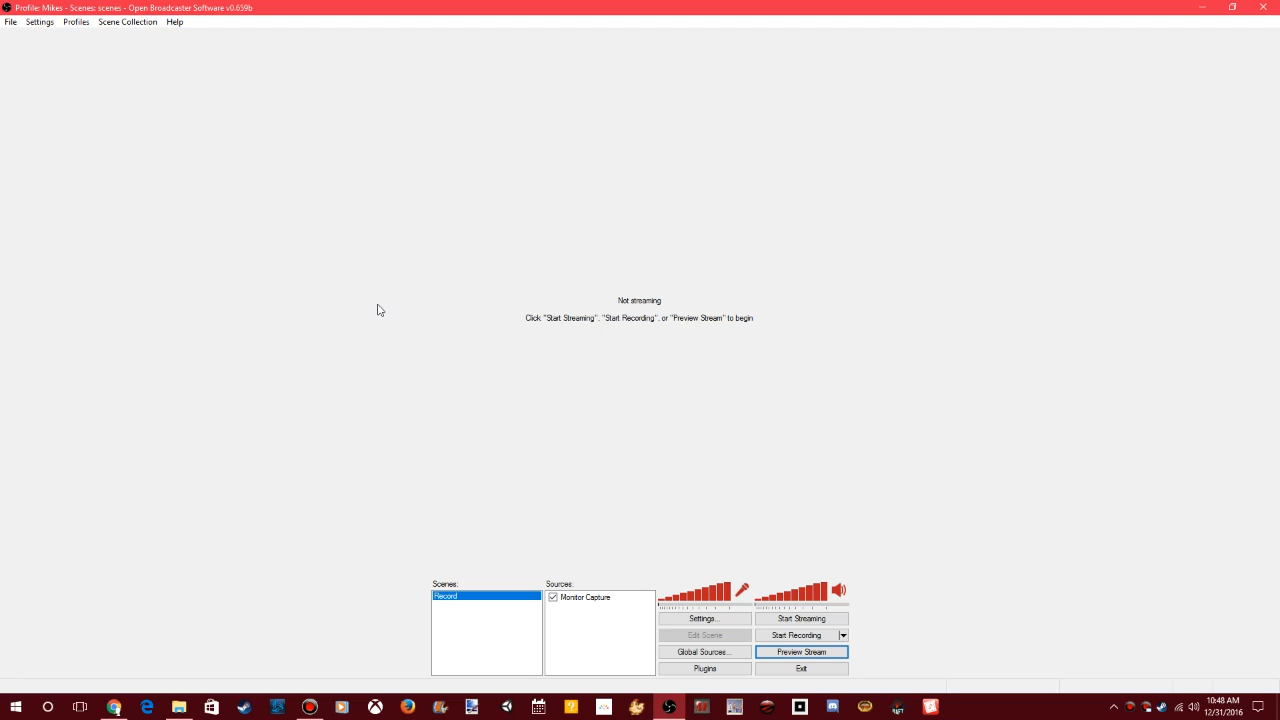 Profile: Mikes - Scenes: scenes - Open Broadcaster Software v0.659b
File Settings Profiles Scene Collection Help
Not streaming
Click "Start Streaming", "Start Recording", or "Preview Stream" to begin
Scenes:
Record
Sources:
Monitor Capture
Settings...
Start Streaming
Edit Scene
Start Recording
Global Sources...
Preview Stream
Plugins
Exit
10:48 AM
12/31/2016